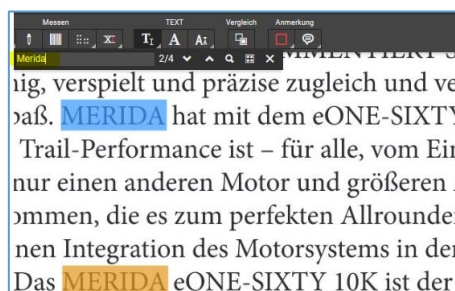 Messen TEXT Vergleich Anmerkung
Merida 2/4
nig, verspielt und präzise zugleich und ve
paß. MERIDA hat mit dem eONE-SIXTY
Trail-Performance ist – für alle, vom Ein
nur einen anderen Motor und größeren
ommen, die es zum perfekten Allrounde
nen Integration des Motorsystems in de
Das MERIDA eONE-SIXTY 10K ist der